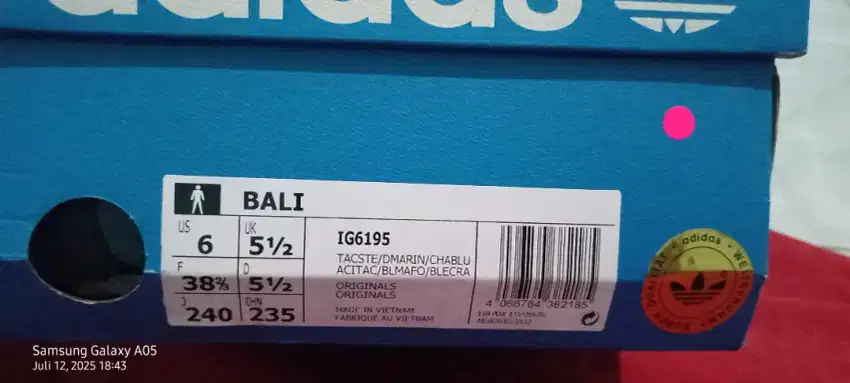 adidas
BALI
US
6
UK
5½
F
38⅔
D
5½
J
240
CHN
235
IG6195
TACSTE/DMARIN/CHABLU
ACITAC/BLMAFO/BLECRA
ORIGINALS
ORIGINALS
MADE IN VIETNAM
FABRIQUE AU VIETNAM
4 066764 382185
adidas
Samsung Galaxy A05
Juli 12, 2025 18:43